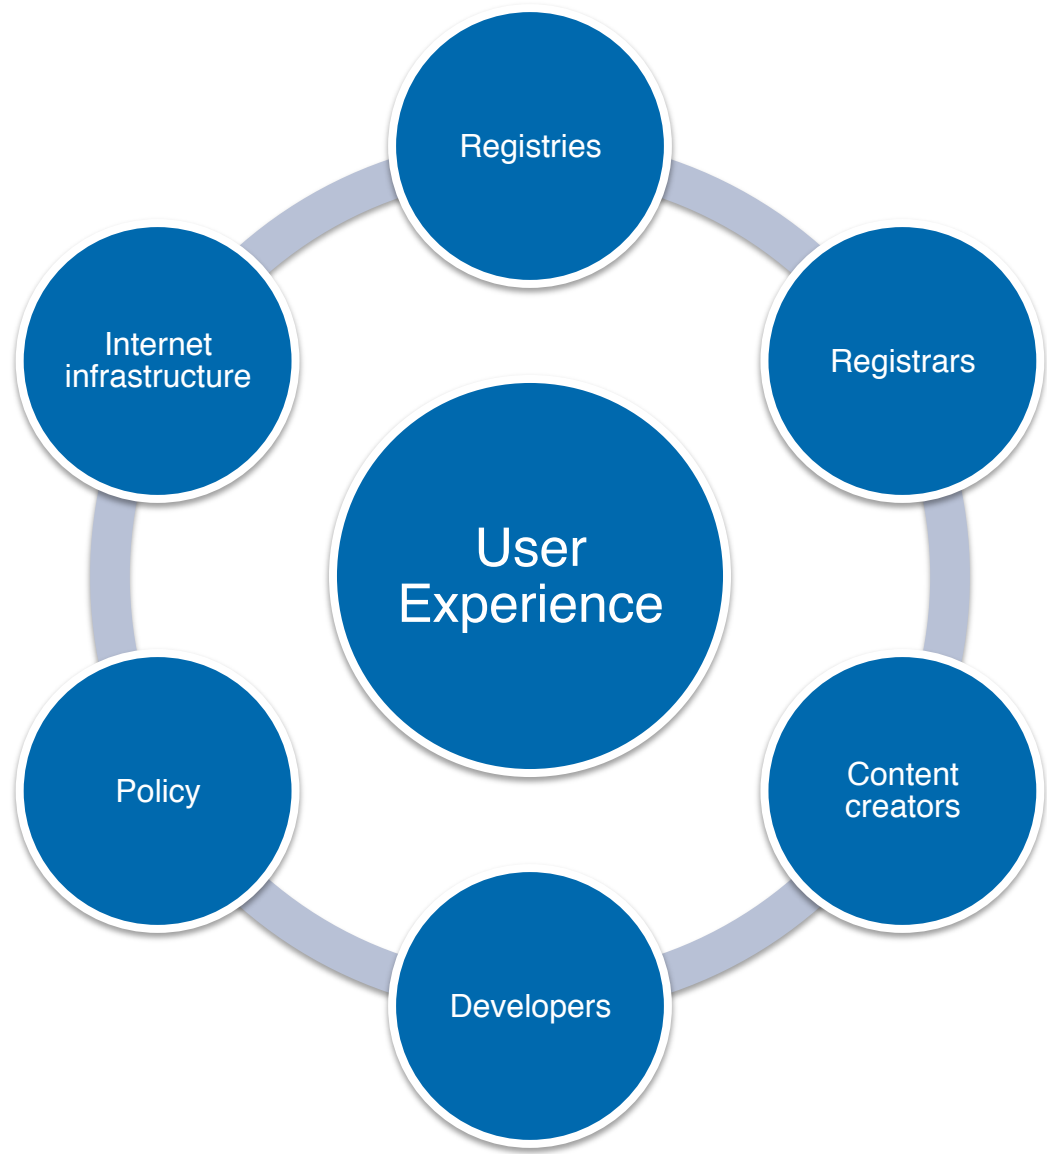 Registries
Internet
infrastructure
Registrars
User
Experience
Policy
Content
creators
Developers